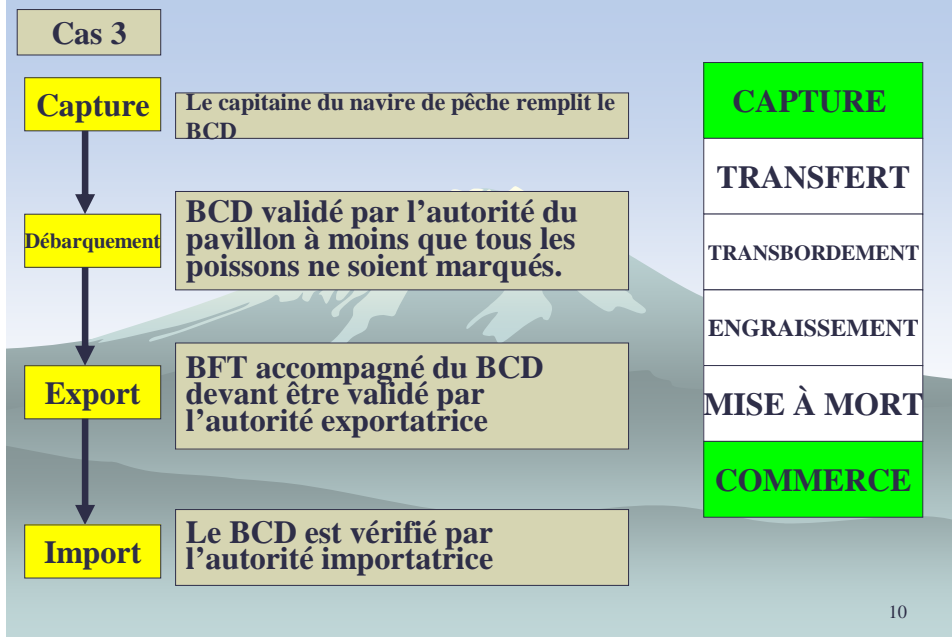 Cas 3
Capture
Le capitaine du navire de pêche remplit le
BCD
Débarquement
BCD validé par l’autorité du
pavillon à moins que tous les
poissons ne soient marqués.
Export
BFT accompagné du BCD
devant être validé par
l’autorité exportatrice
Import
Le BCD est vérifié par
l’autorité importatrice
CAPTURE
TRANSFERT
TRANSBORDEMENT
ENGRAISSEMENT
MISE À MORT
COMMERCE
10